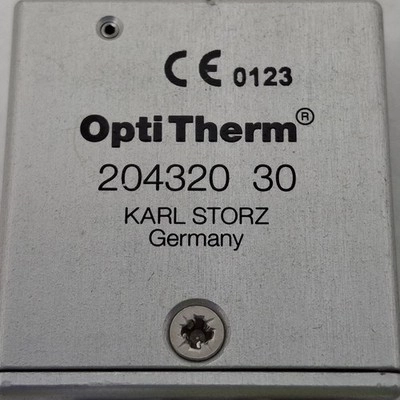 CE 0123
OptiTherm®
204320 30
KARL STORZ
Germany